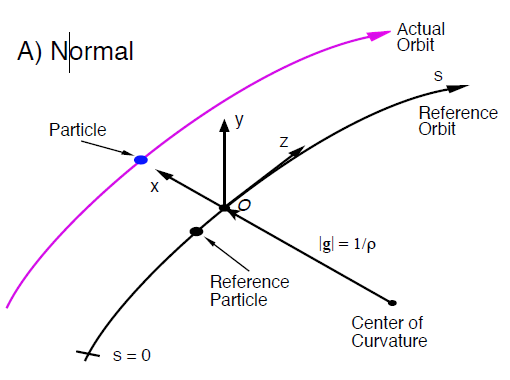 A) Normal
Actual
Orbit
s
Reference
Orbit
Particle
y
z
x
O
|g| = 1/ρ
Reference
Particle
Center of
Curvature
s = 0